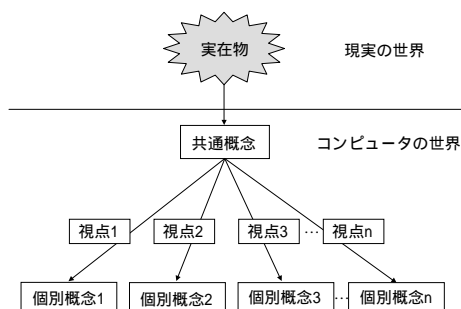 実在物
現実の世界
共通概念
コンピュータの世界
視点1 視点2 視点3 … 視点n
個別概念1 個別概念2 個別概念3 … 個別概念n